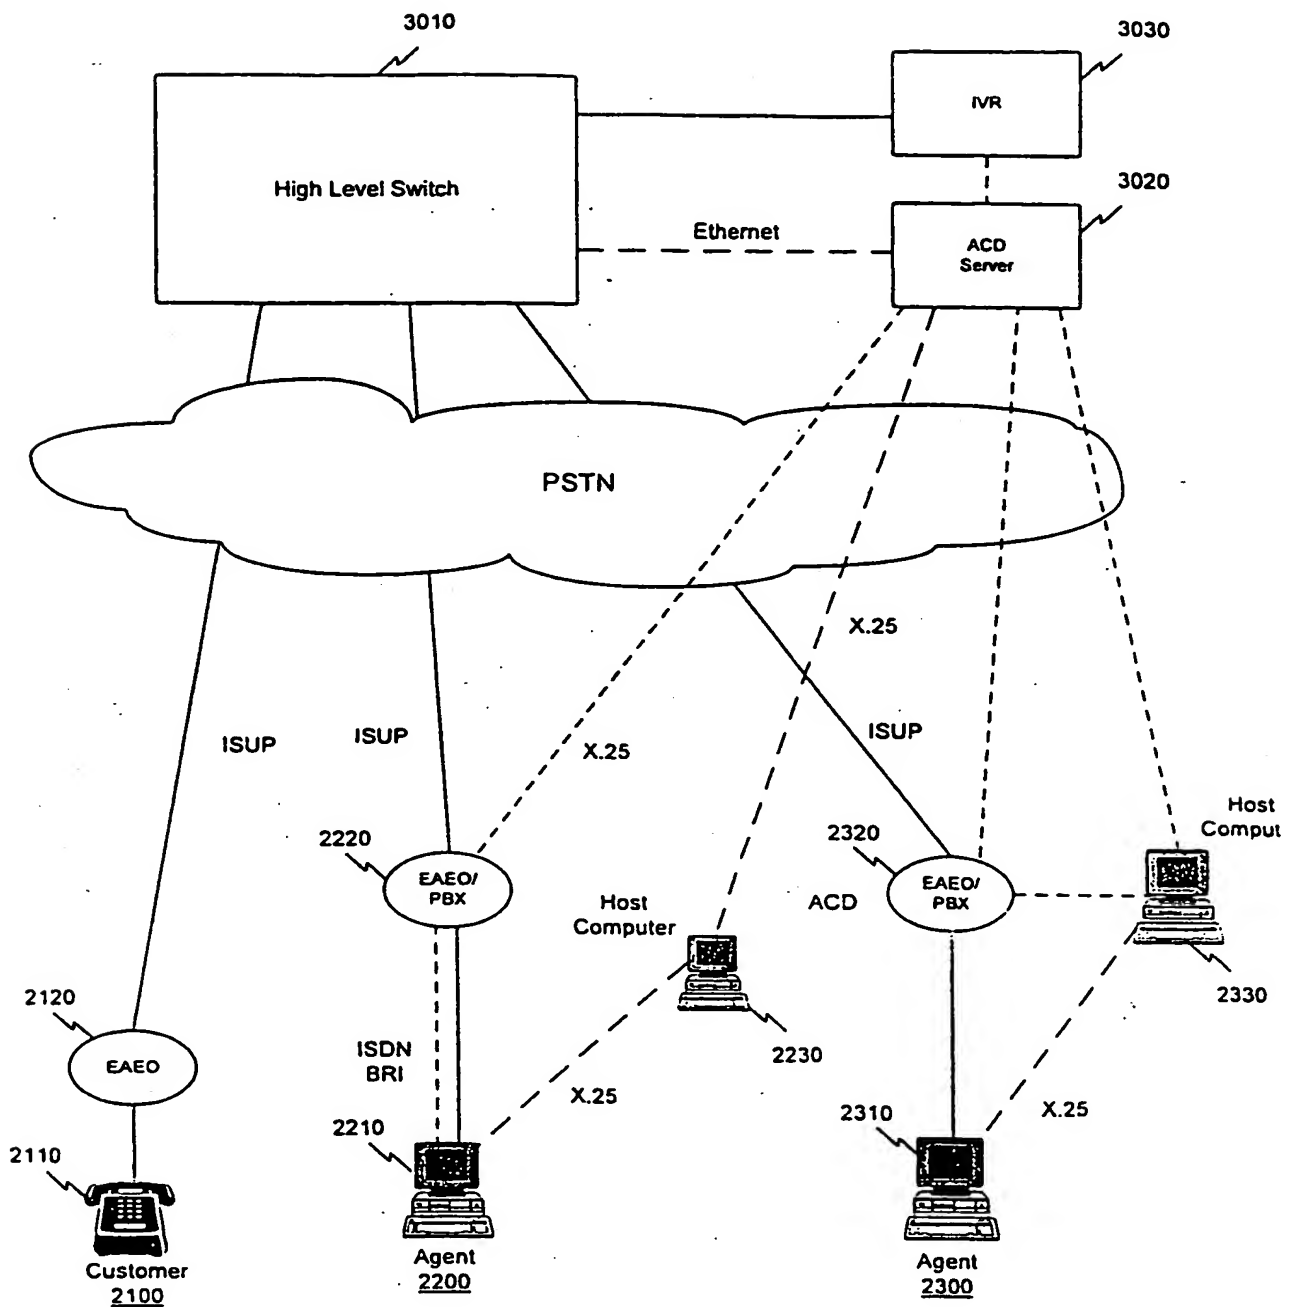 3010
3030
IVR
High Level Switch
3020
Ethernet
ACD
Server
PSTN
X.25
ISUP
ISUP
X.25
ISUP
Host
Comput
2220
2320
EAEO/
PBX
Host
Computer
ACD
EAEO/
PBX
2330
2120
EAEO
ISDN
BRI
2230
X.25
X.25
2210
2310
2110
Customer
2100
Agent
2200
Agent
2300